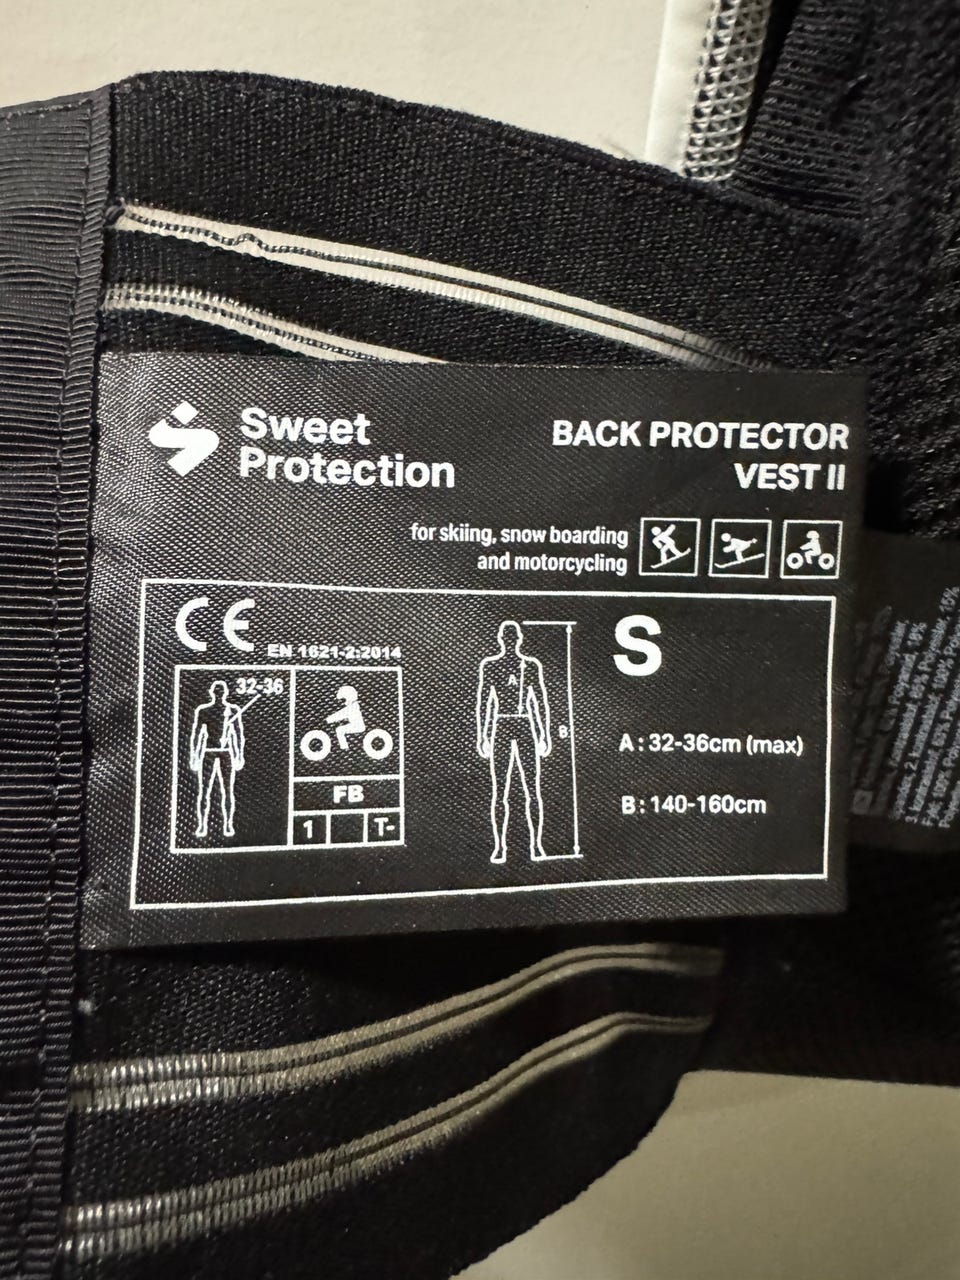 Sweet
Protection
BACK PROTECTOR
VEST II
for skiing, snow boarding
and motorcycling
CE
EN 1621-2:2014
32-36
FB
1
T-
A
B
S
A: 32-36cm (max)
B: 140-160cm